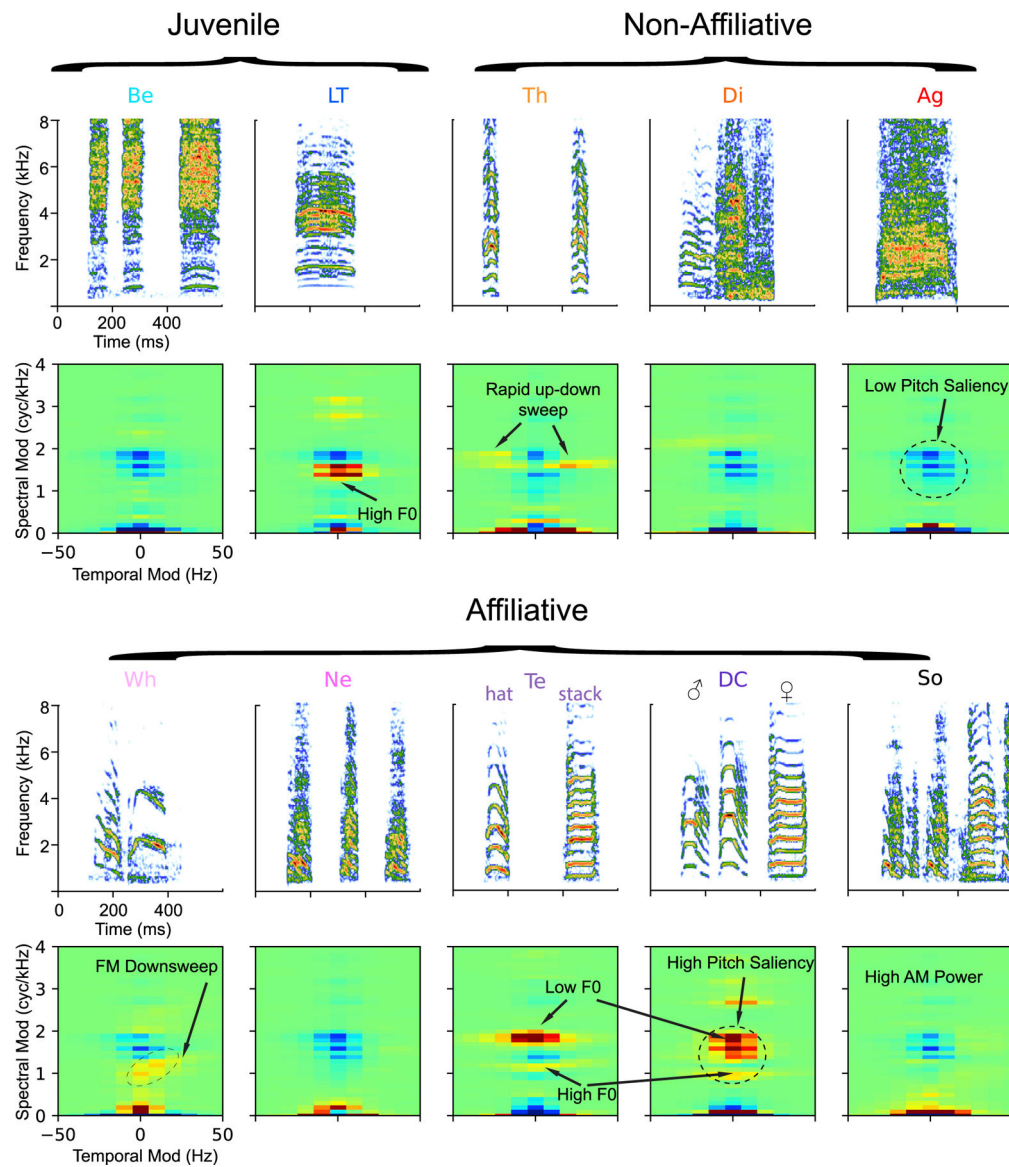 Juvenile
Non-Affiliative
Be
LT
Th
Di
Ag
Frequency (kHz)
8
6
4
2
0
200
400
Time (ms)
Spectral Mod (cyc/kHz)
4
3
2
1
0
−50
0
50
Temporal Mod (Hz)
High F0
Rapid up-down
sweep
Low Pitch Saliency
Affiliative
Wh
Ne
Te
hat
stack
♂
DC
♀
So
Frequency (kHz)
8
6
4
2
0
200
400
Time (ms)
Spectral Mod (cyc/kHz)
4
3
2
1
0
−50
0
50
Temporal Mod (Hz)
FM Downsweep
Low F0
High F0
High Pitch Saliency
High AM Power